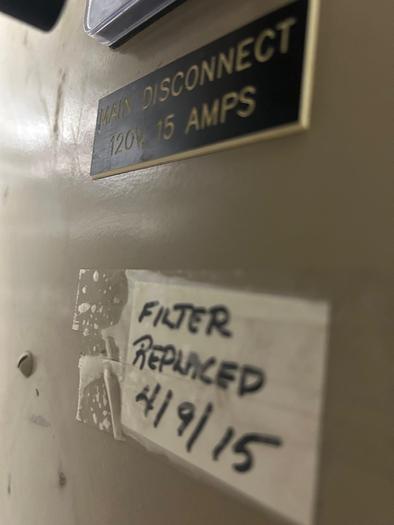 MAIN DISCONNECT
120V 15 AMPS
FILTER
REPLACED
4/9/15